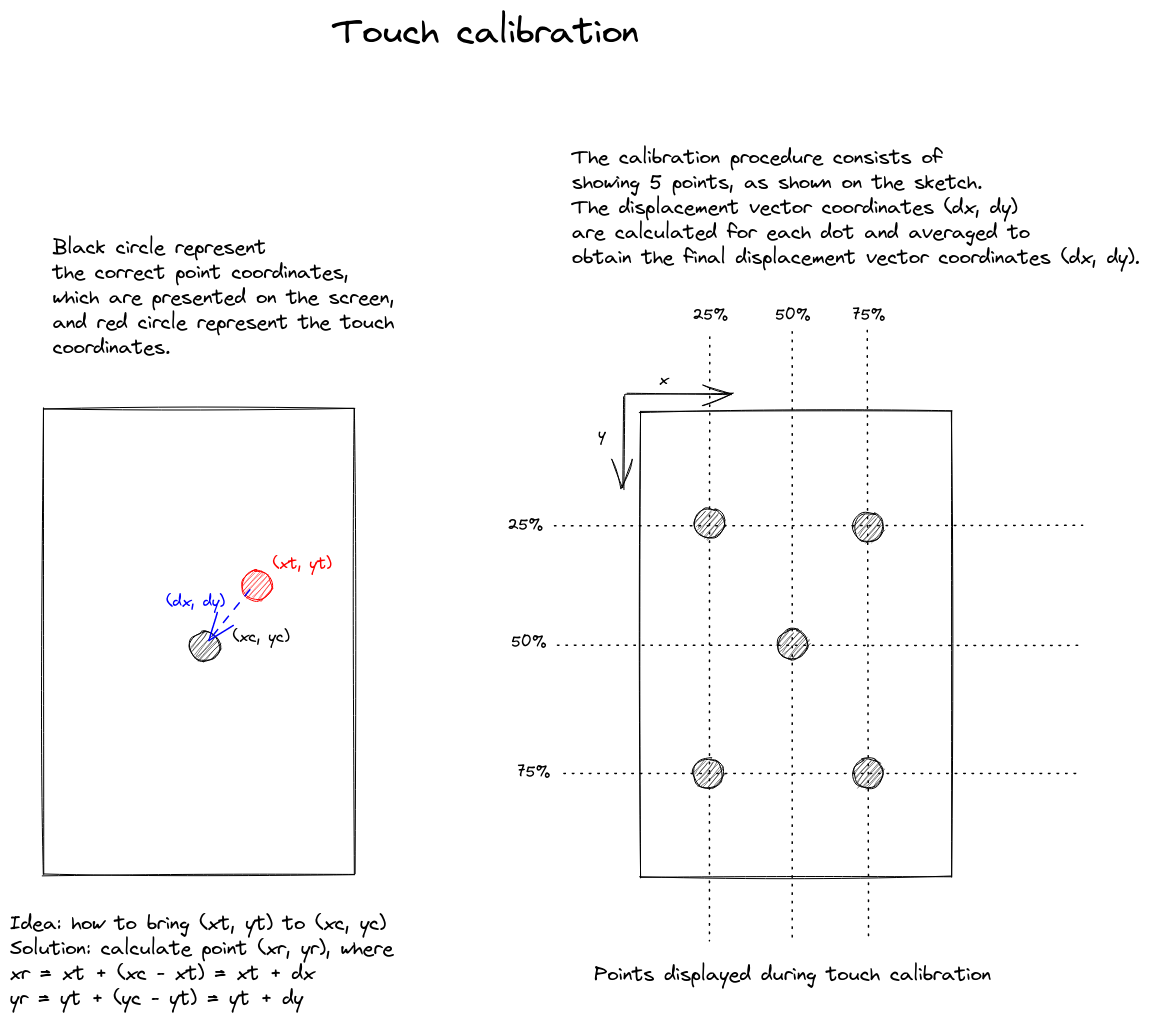 Touch calibration
The calibration procedure consists of
showing 5 points, as shown on the sketch.
The displacement vector coordinates (dx, dy)
are calculated for each dot and averaged to
obtain the final displacement vector coordinates (dx, dy).
Black circle represent
the correct point coordinates,
which are presented on the screen,
and red circle represent the touch
coordinates.
25% 50% 75%
x
y
25%
(xt, yt)
(dx, dy)
(xc, yc)
50%
75%
Idea: how to bring (xt, yt) to (xc, yc)
Solution: calculate point (xr, yr), where
xr = xt + (xc - xt) = xt + dx
yr = yt + (yc - yt) = yt + dy
Points displayed during touch calibration